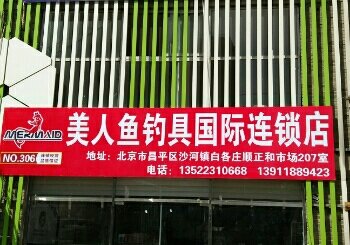 MERMAID
NO.306
美人鱼钓具国际连锁店
地址：北京市昌平区沙河镇白各庄顺正和市场207室
电话：13522310668 13911889423